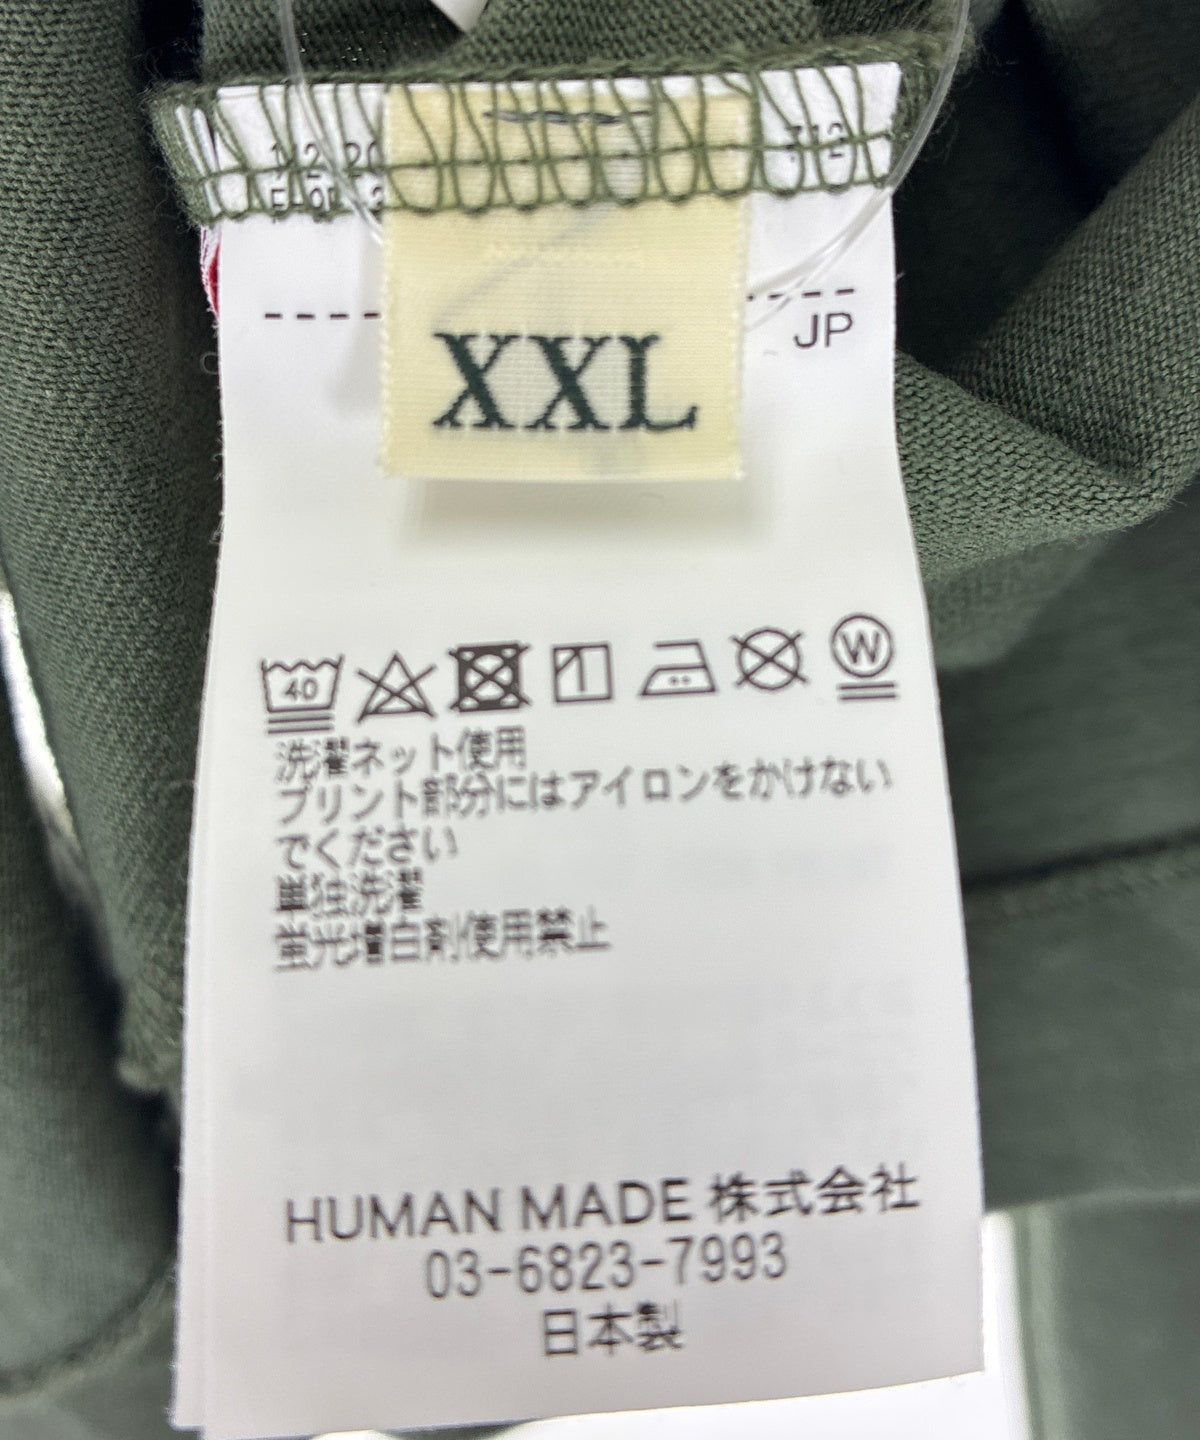 JP
XXL
40
W
洗濯ネット使用
プリント部分にはアイロンをかけない
でください
単独洗濯
蛍光増白剤使用禁止
HUMAN MADE 株式会社
03-6823-7993
日本製